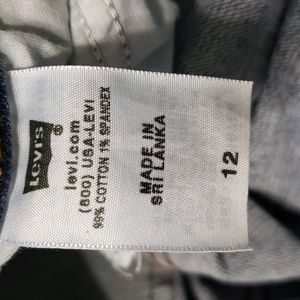 LEVI'S
levi.com
(800) USA-LEVI
99% COTTON 1% SPANDEX
MADE IN
SRI LANKA
12